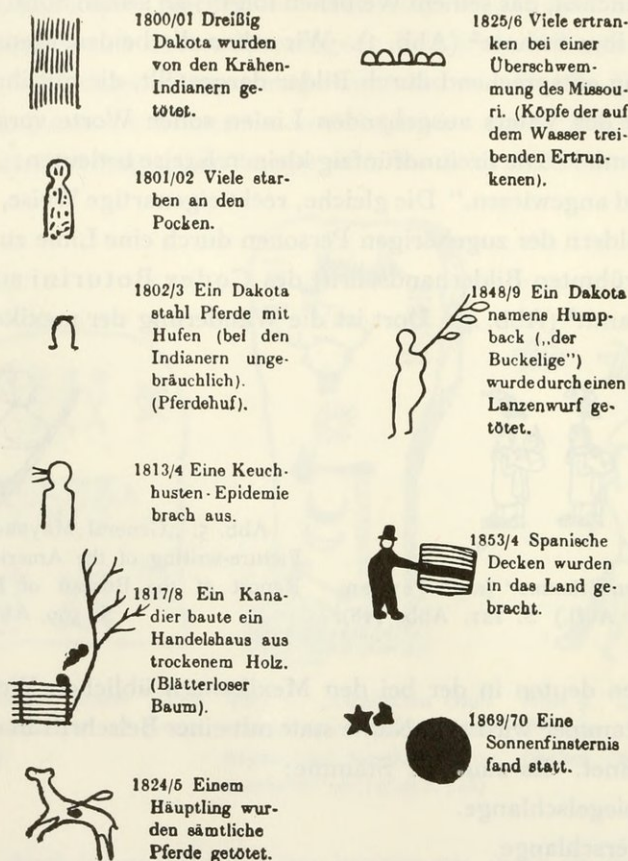 1800/01 Dreißig
Dakota wurden
von den Krähen-
Indianern ge-
tötet.
1801/02 Viele star-
ben an den
Pocken.
1802/3 Ein Dakota
stahl Pferde mit
Hufen (bei den
Indianern unge-
bräuchlich).
(Pferdehuf).
1813/4 Eine Keuch-
husten-Epidemie
brach aus.
1817/8 Ein Kana-
dier baute ein
Handelshaus aus
trockenem Holz.
(Blätterloser
Baum).
1824/5 Einem
Häuptling wur-
den sämtliche
Pferde getötet.
1825/6 Viele ertran-
ken bei einer
Überschwem-
mung des Missou-
ri. (Köpfe der auf
dem Wasser trei-
benden Ertrun-
kenen).
1848/9 Ein Dakota
namens Hump-
back („der
Buckelige”)
wurde durch einen
Lanzenwurf ge-
tötet.
1853/4 Spanische
Decken wurden
in das Land ge-
bracht.
1869/70 Eine
Sonnenfinsternis
fand statt.